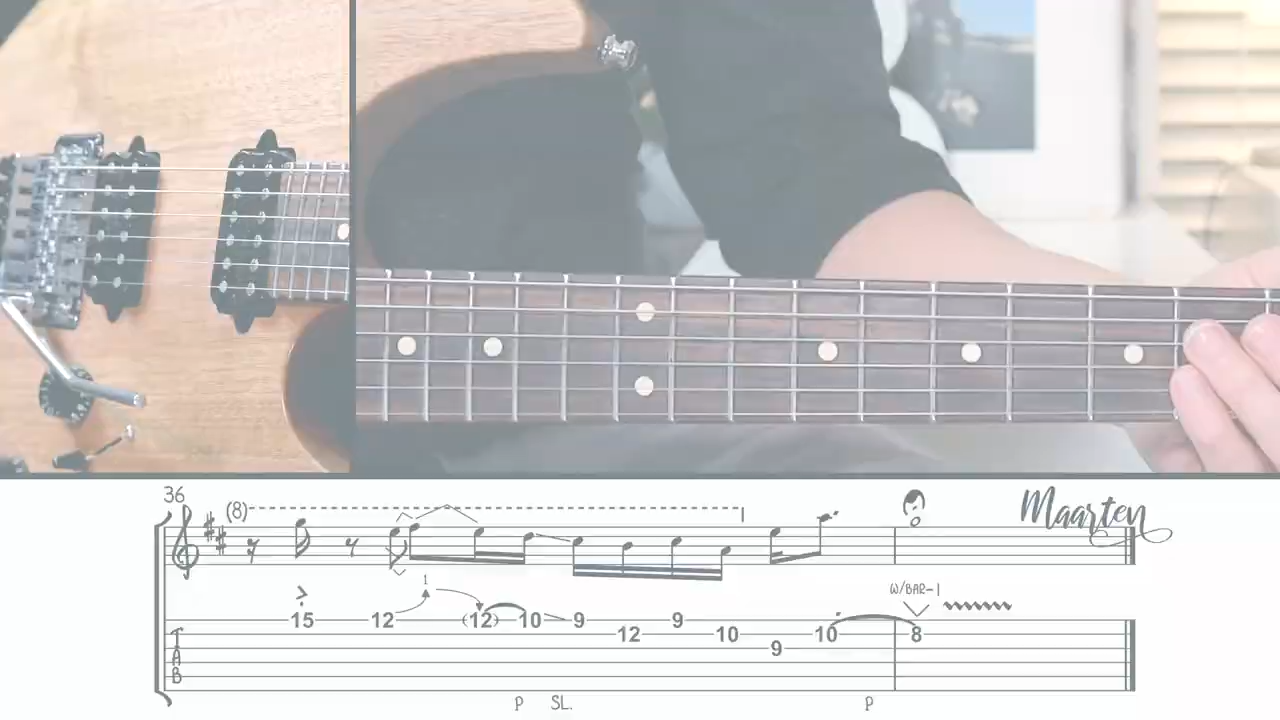 36
(8)
Maarten
1
W/BAR-1
15 12 (12) 10 9 9
12 10 10 8
9
T
A
B
P SL. P